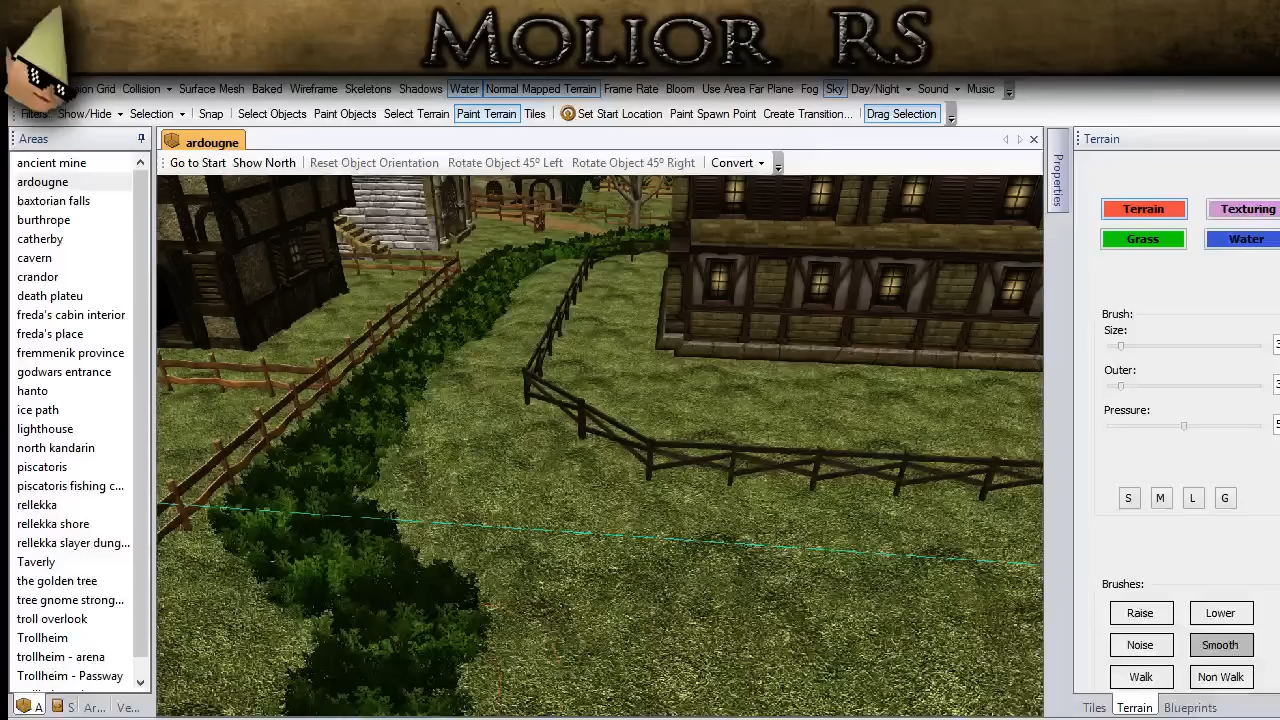 Molior RS
on Grid Collision Surface Mesh Baked Wireframe Skeletons Shadows Water Normal Mapped Terrain Frame Rate Bloom Use Area Far Plane Fog Sky Day/Night Sound Music
Filters: Show/Hide Selection Snap Select Objects Paint Objects Select Terrain Paint Terrain Tiles Set Start Location Paint Spawn Point Create Transition... Drag Selection
Areas
ardougne
Go to Start Show North Reset Object Orientation Rotate Object 45º Left Rotate Object 45º Right Convert
ancient mine
ardougne
baxtorian falls
burthrope
catherby
cavern
crandor
death plateu
freda's cabin interior
freda's place
fremmenik province
godwars entrance
hanto
ice path
lighthouse
north kandarin
piscatoris
piscatoris fishing c...
rellekka
rellekka shore
rellekka slayer dung...
Taverly
the golden tree
tree gnome strong...
troll overlook
Trollheim
trollheim - arena
Trollheim - Passway
A S Ar... Ve...
Properties
Terrain
Terrain Texturing
Grass Water
Brush:
Size:
Outer:
Pressure:
S M L G
Brushes:
Raise Lower
Noise Smooth
Walk Non Walk
Tiles Terrain Blueprints